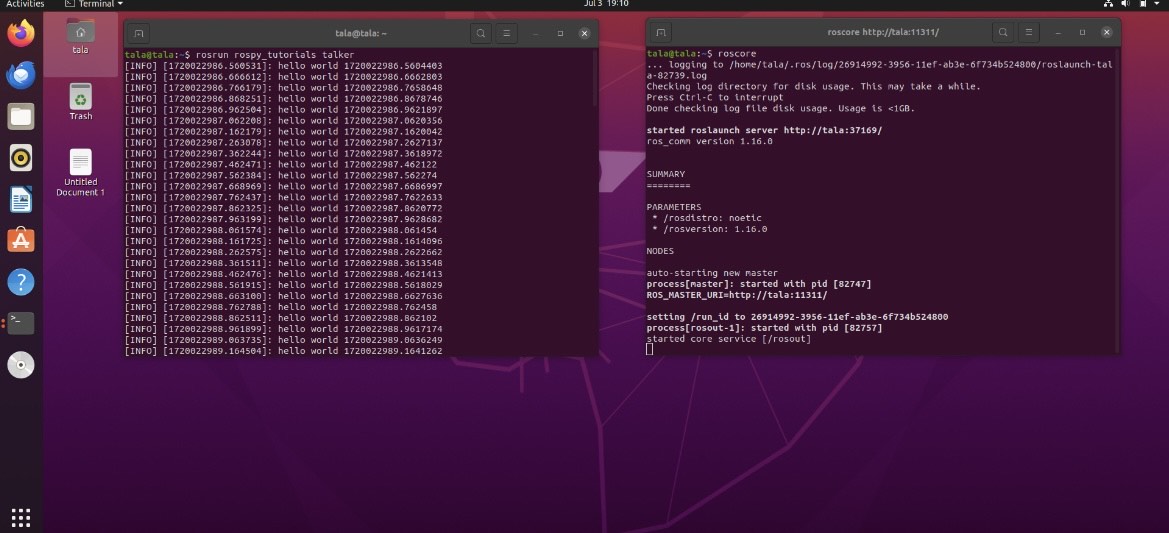 Activities
Terminal
Jul 3 19:10
tala
Trash
Untitled
Document 1
tala@tala: ~
tala@tala:~$ rosrun rospy_tutorials talker
[INFO] [1720022986.560531]: hello world 1720022986.5604403
[INFO] [1720022986.666612]: hello world 1720022986.6662803
[INFO] [1720022986.766179]: hello world 1720022986.7658648
[INFO] [1720022986.868251]: hello world 1720022986.8678746
[INFO] [1720022986.962504]: hello world 1720022986.9621897
[INFO] [1720022987.062208]: hello world 1720022987.0620356
[INFO] [1720022987.162179]: hello world 1720022987.1620042
[INFO] [1720022987.263078]: hello world 1720022987.2627137
[INFO] [1720022987.362244]: hello world 1720022987.3618972
[INFO] [1720022987.462471]: hello world 1720022987.462122
[INFO] [1720022987.562384]: hello world 1720022987.562274
[INFO] [1720022987.668969]: hello world 1720022987.6686997
[INFO] [1720022987.762437]: hello world 1720022987.7622633
[INFO] [1720022987.862325]: hello world 1720022987.8620772
[INFO] [1720022987.963199]: hello world 1720022987.9628682
[INFO] [1720022988.061574]: hello world 1720022988.061454
[INFO] [1720022988.161725]: hello world 1720022988.1614096
[INFO] [1720022988.262575]: hello world 1720022988.2622662
[INFO] [1720022988.361511]: hello world 1720022988.3613548
[INFO] [1720022988.462476]: hello world 1720022988.4621413
[INFO] [1720022988.561915]: hello world 1720022988.5618029
[INFO] [1720022988.663100]: hello world 1720022988.6627636
[INFO] [1720022988.762788]: hello world 1720022988.762458
[INFO] [1720022988.862511]: hello world 1720022988.862102
[INFO] [1720022988.961899]: hello world 1720022988.9617174
[INFO] [1720022989.063735]: hello world 1720022989.0636249
[INFO] [1720022989.164504]: hello world 1720022989.1641262
roscore http://tala:11311/
tala@tala:~$ roscore
... logging to /home/tala/.ros/log/26914992-3956-11ef-ab3e-6f734b524800/roslaunch-tal
a-82739.log
Checking log directory for disk usage. This may take a while.
Press Ctrl-C to interrupt
Done checking log file disk usage. Usage is <1GB.
started roslaunch server http://tala:37169/
ros_comm version 1.16.0
SUMMARY
========
PARAMETERS
* /rosdistro: noetic
* /rosversion: 1.16.0
NODES
auto-starting new master
process[master]: started with pid [82747]
ROS_MASTER_URI=http://tala:11311/
setting /run_id to 26914992-3956-11ef-ab3e-6f734b524800
process[rosout-1]: started with pid [82757]
started core service [/rosout]